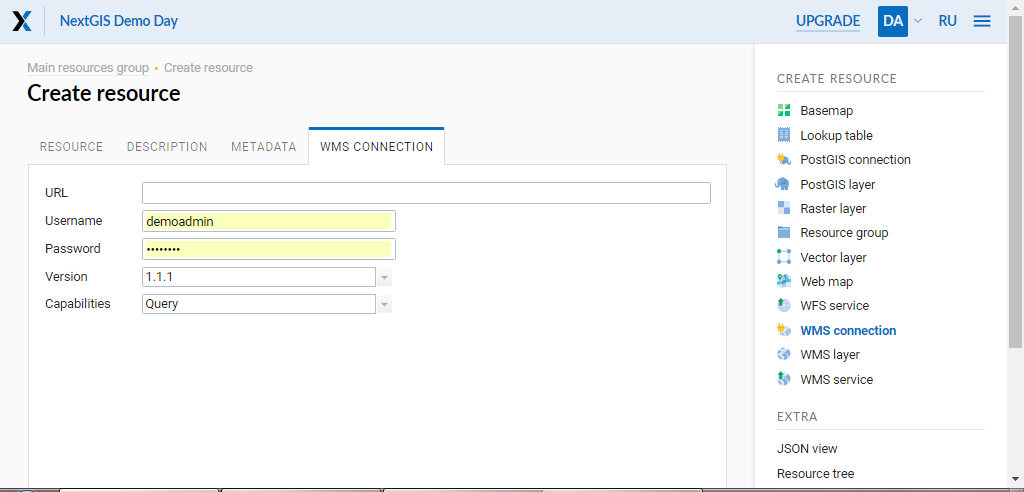 NextGIS Demo Day
UPGRADE DA RU
Main resources group • Create resource
Create resource
RESOURCE DESCRIPTION METADATA WMS CONNECTION
URL
Username demoadmin
Password ••••••••
Version 1.1.1
Capabilities Query
CREATE RESOURCE
Basemap
Lookup table
PostGIS connection
PostGIS layer
Raster layer
Resource group
Vector layer
Web map
WFS service
WMS connection
WMS layer
WMS service
EXTRA
JSON view
Resource tree